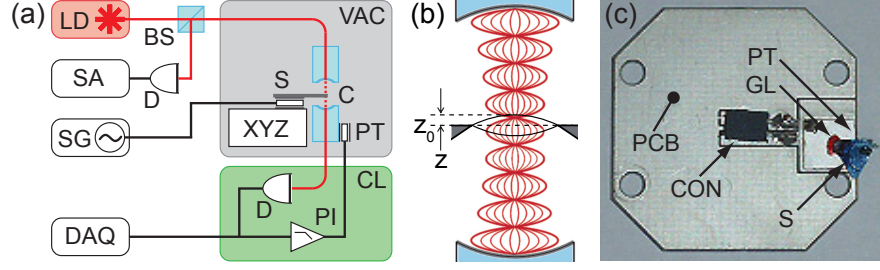 (a)
LD
BS
VAC
SA
D
S
C
SG
XYZ
PT
CL
D
PI
DAQ
(b)
z₀
z
(c)
PT
GL
PCB
CON
S